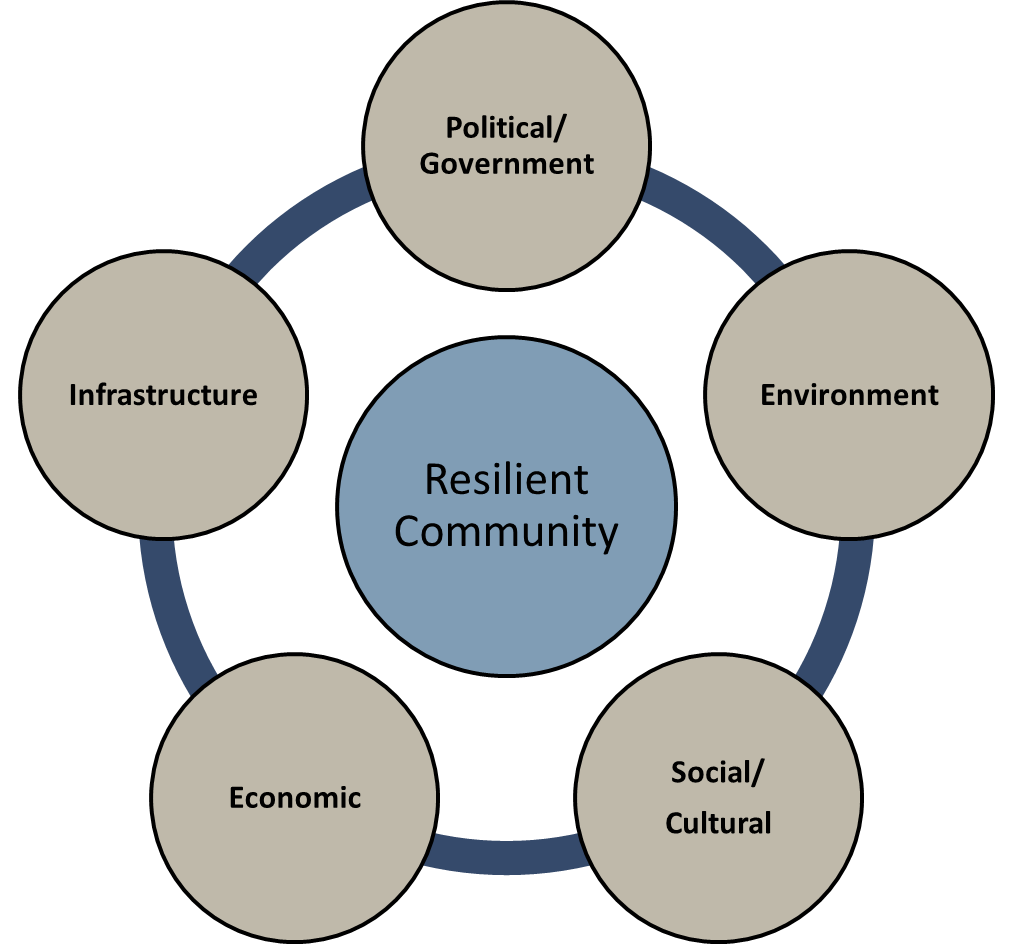 Political/
Government
Infrastructure
Environment
Resilient
Community
Economic
Social/
Cultural